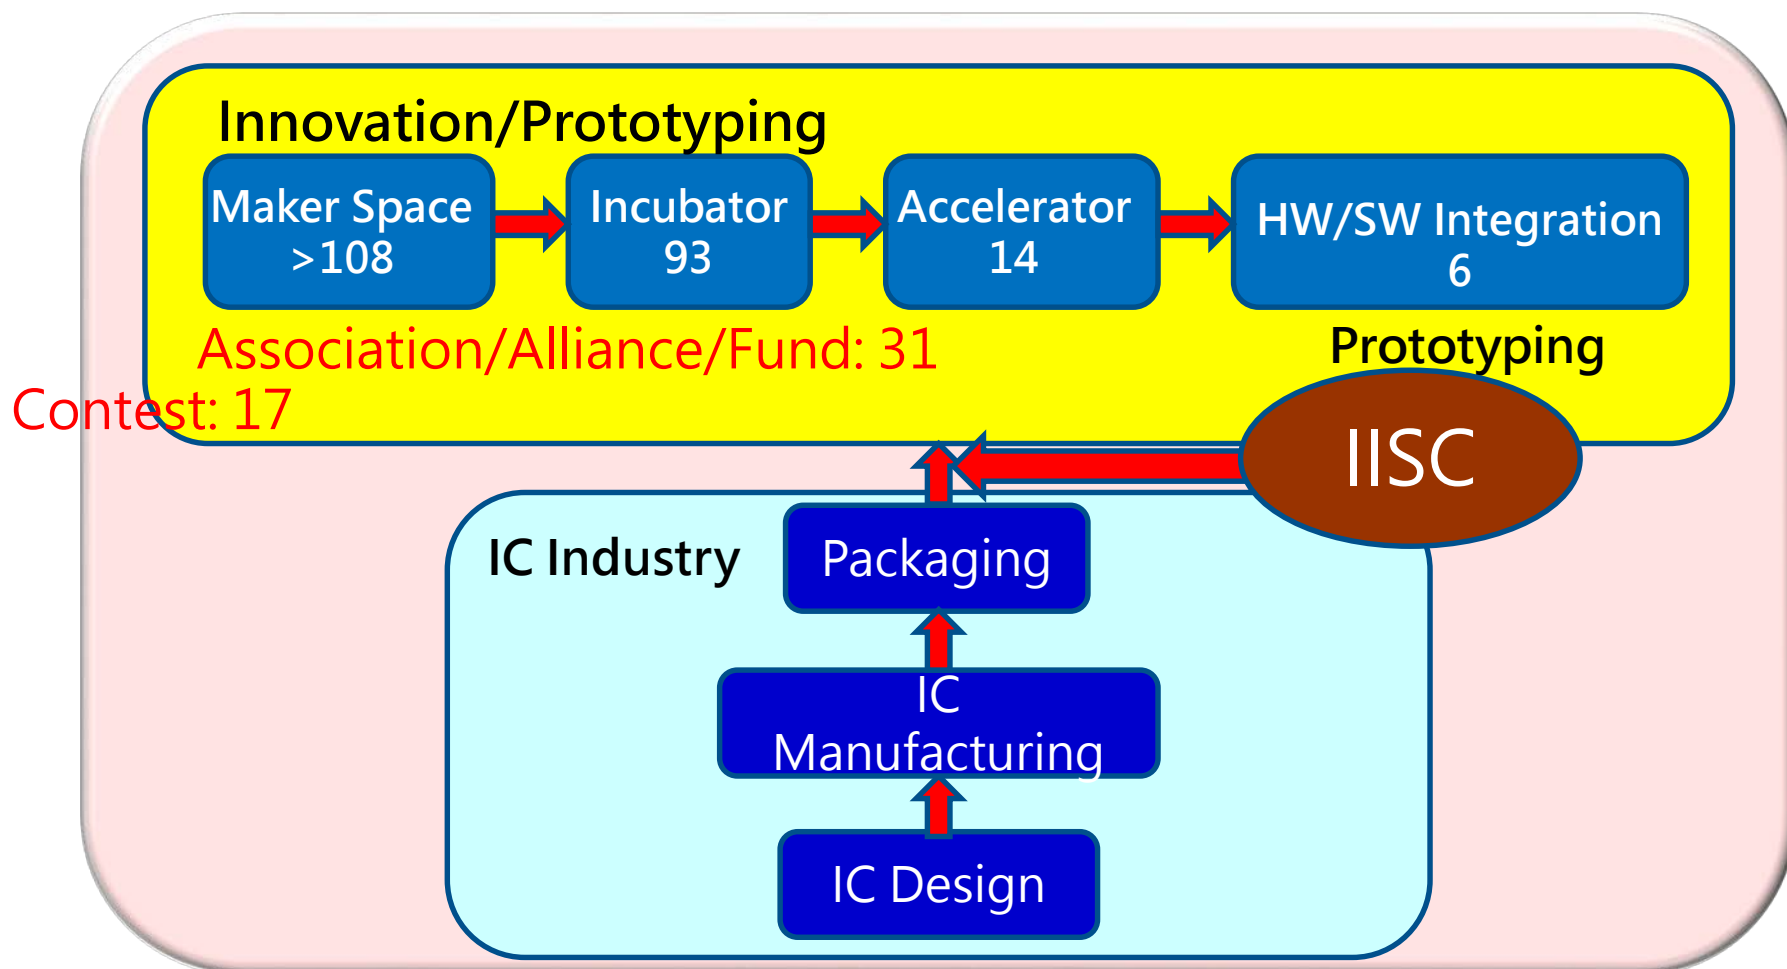 Innovation/Prototyping
Maker Space
>108
Incubator
93
Accelerator
14
HW/SW Integration
6
Association/Alliance/Fund: 31
Prototyping
Contest: 17
IISC
IC Industry
Packaging
IC
Manufacturing
IC Design